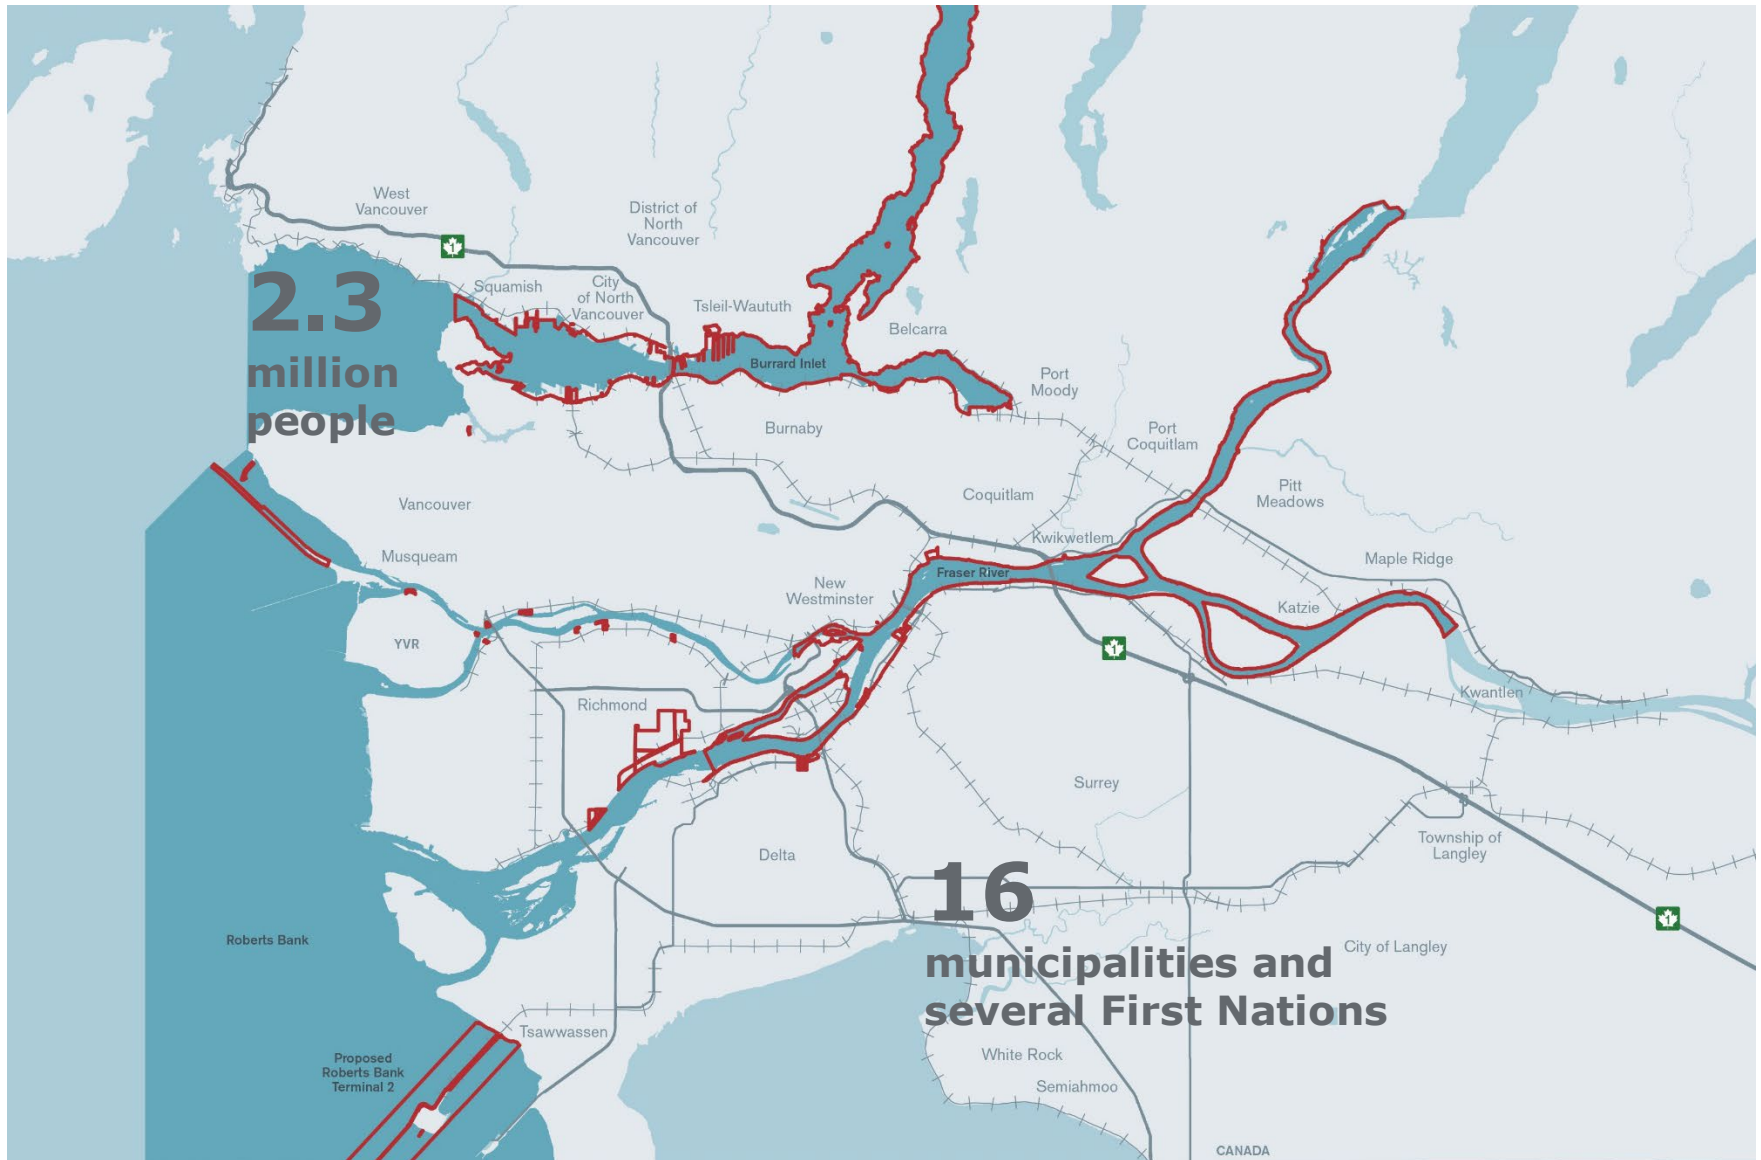 West
Vancouver
District of
North
Vancouver
1
2.3
million
people
Squamish
City
of North
Vancouver
Tsleil-Waututh
Belcarra
Burrard Inlet
Port
Moody
Burnaby
Port
Coquitlam
Vancouver
Coquitlam
Pitt
Meadows
Musqueam
Kwikwetlem
Maple Ridge
New
Westminster
Fraser River
Katzie
YVR
1
Kwantlen
Richmond
Surrey
Delta
Township of
Langley
16
municipalities and
several First Nations
1
Roberts Bank
City of Langley
Tsawwassen
Proposed
Roberts Bank
Terminal 2
White Rock
Semiahmoo
CANADA